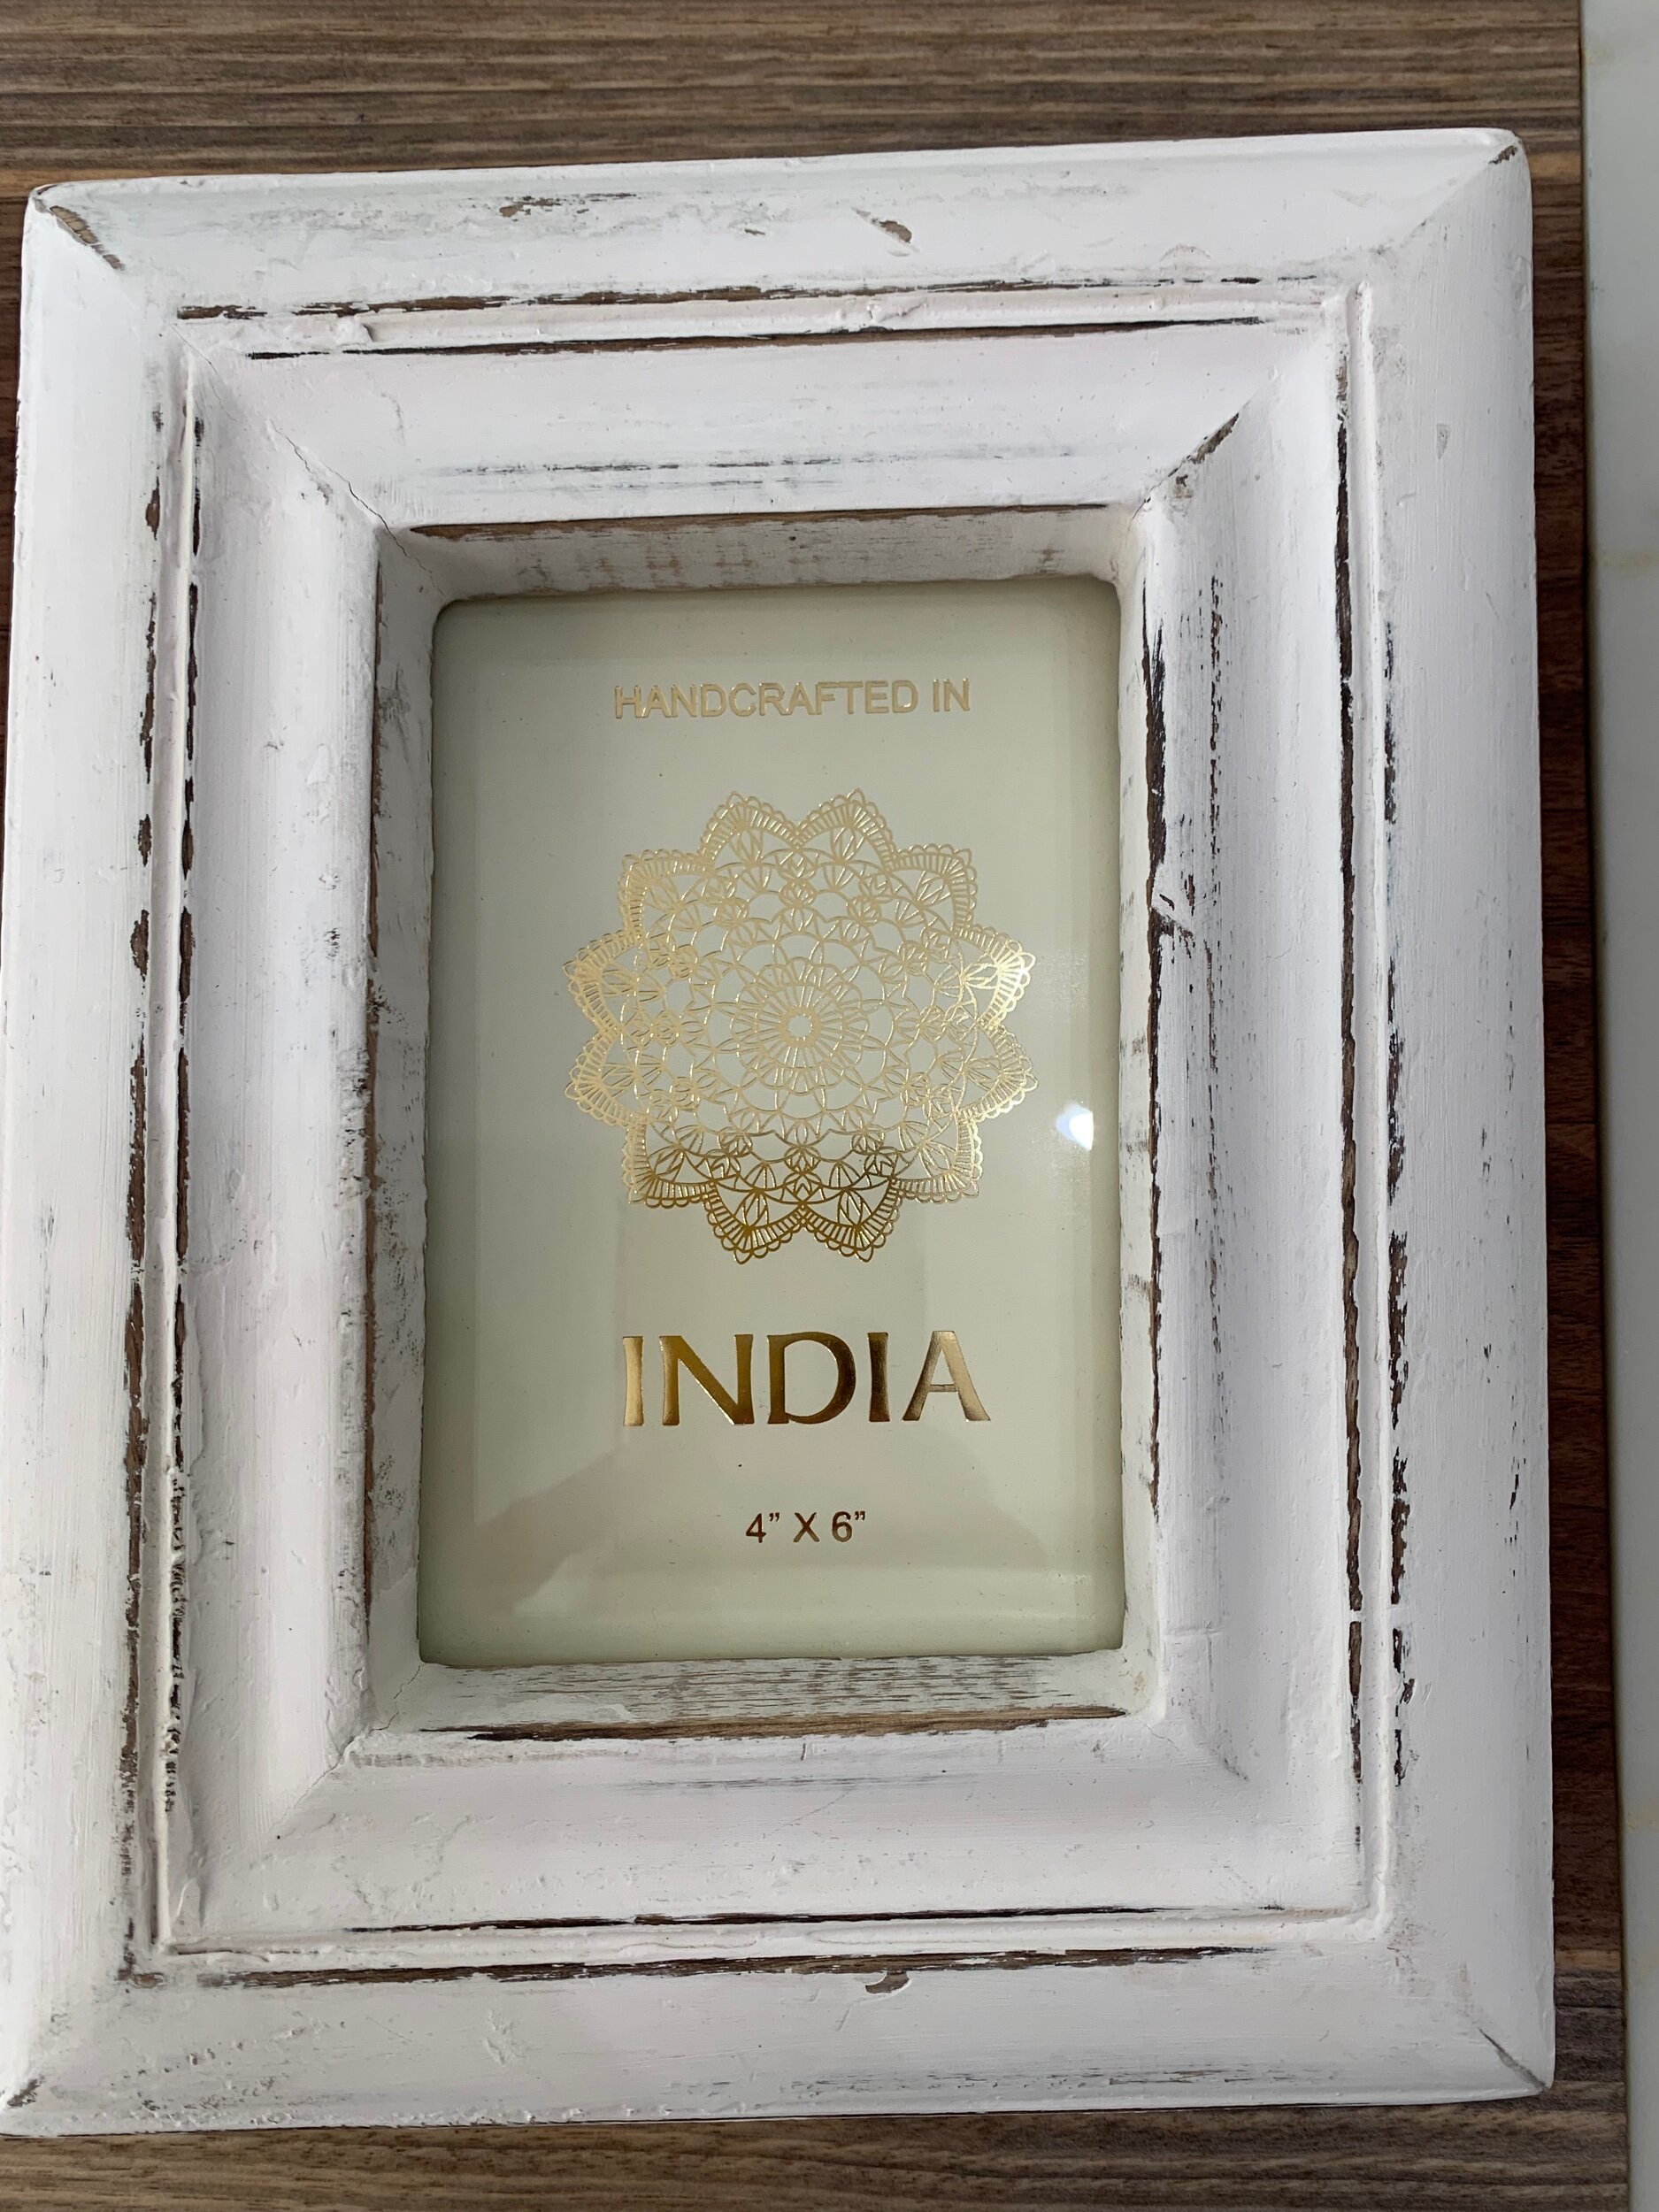 HANDCRAFTED IN
INDIA
4” X 6”